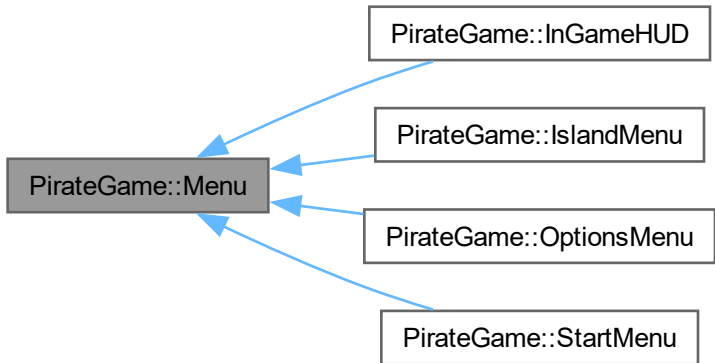 PirateGame::InGameHUD
PirateGame::IslandMenu
PirateGame::Menu
PirateGame::OptionsMenu
PirateGame::StartMenu